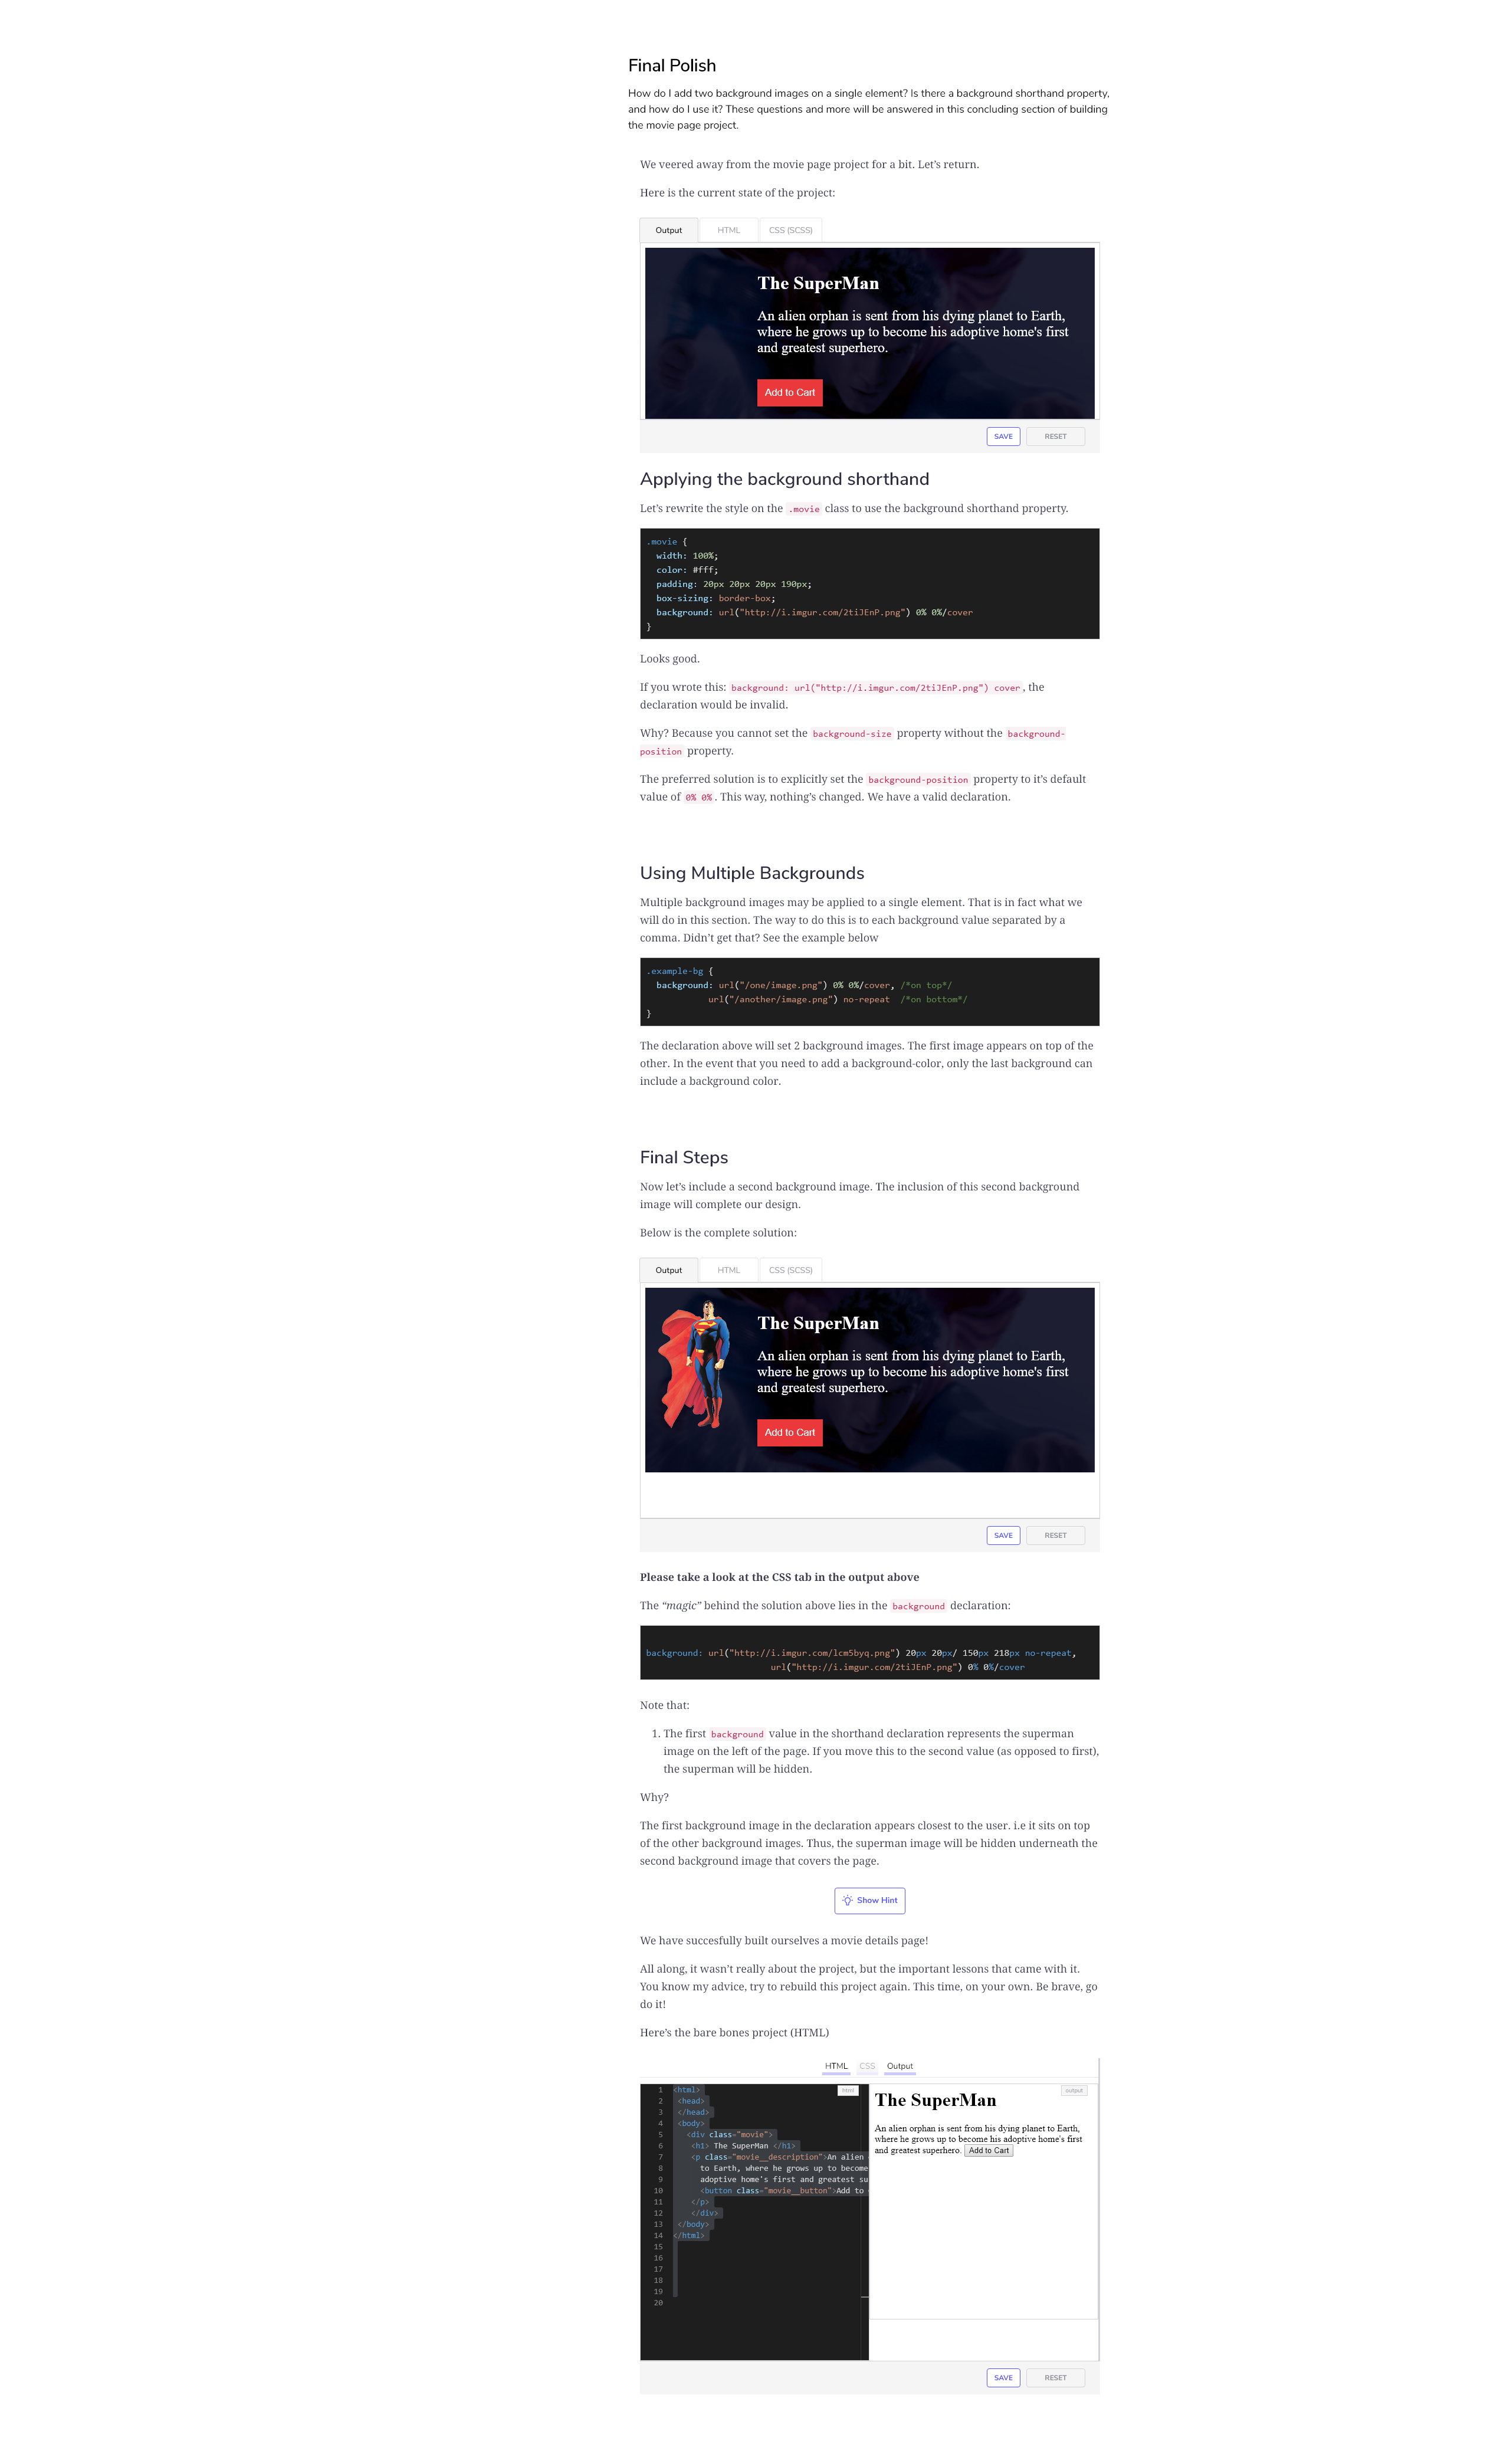 Final Polish
How do I add two background images on a single element? Is there a background shorthand property,
and how do I use it? These questions and more will be answered in this concluding section of building
the movie page project.
We veered away from the movie page project for a bit. Let’s return.
Here is the current state of the project:
Output HTML CSS (SCSS)
The SuperMan
An alien orphan is sent from his dying planet to Earth,
where he grows up to become his adoptive home's first
and greatest superhero.
Add to Cart
SAVE RESET
Applying the background shorthand
Let’s rewrite the style on the .movie class to use the background shorthand property.
.movie {
width: 100%;
color: #fff;
padding: 20px 20px 20px 190px;
box-sizing: border-box;
background: url("http://i.imgur.com/2tiJEnP.png") 0% 0%/cover
}
Looks good.
If you wrote this: background: url("http://i.imgur.com/2tiJEnP.png") cover, the
declaration would be invalid.
Why? Because you cannot set the background-size property without the background-
position property.
The preferred solution is to explicitly set the background-position property to it’s default
value of 0% 0%. This way, nothing’s changed. We have a valid declaration.
Using Multiple Backgrounds
Multiple background images may be applied to a single element. That is in fact what we
will do in this section. The way to do this is to each background value separated by a
comma. Didn’t get that? See the example below
.example-bg {
background: url("/one/image.png") 0% 0%/cover, /*on top*/
url("/another/image.png") no-repeat /*on bottom*/
}
The declaration above will set 2 background images. The first image appears on top of the
other. In the event that you need to add a background-color, only the last background can
include a background color.
Final Steps
Now let’s include a second background image. The inclusion of this second background
image will complete our design.
Below is the complete solution:
Output HTML CSS (SCSS)
The SuperMan
An alien orphan is sent from his dying planet to Earth,
where he grows up to become his adoptive home's first
and greatest superhero.
Add to Cart
SAVE RESET
Please take a look at the CSS tab in the output above
The “magic” behind the solution above lies in the background declaration:
background: url("http://i.imgur.com/lcm5byq.png") 20px 20px/ 150px 218px no-repeat,
url("http://i.imgur.com/2tiJEnP.png") 0% 0%/cover
Note that:
1. The first background value in the shorthand declaration represents the superman
image on the left of the page. If you move this to the second value (as opposed to first),
the superman will be hidden.
Why?
The first background image in the declaration appears closest to the user. i.e it sits on top
of the other background images. Thus, the superman image will be hidden underneath the
second background image that covers the page.
Show Hint
We have succesfully built ourselves a movie details page!
All along, it wasn’t really about the project, but the important lessons that came with it.
You know my advice, try to rebuild this project again. This time, on your own. Be brave, go
do it!
Here’s the bare bones project (HTML)
HTML CSS Output
html
1 <html>
2 <head>
3 </head>
4 <body>
5 <div class="movie">
6 <h1> The SuperMan </h1>
7 <p class="movie__description">An alien
8 to Earth, where he grows up to become
9 adoptive home's first and greatest su
10 <button class="movie__button">Add to
11 </p>
12 </div>
13 </body>
14 </html>
15
16
17
18
19
20
output
The SuperMan
An alien orphan is sent from his dying planet to Earth,
where he grows up to become his adoptive home's first
and greatest superhero. Add to Cart
SAVE RESET